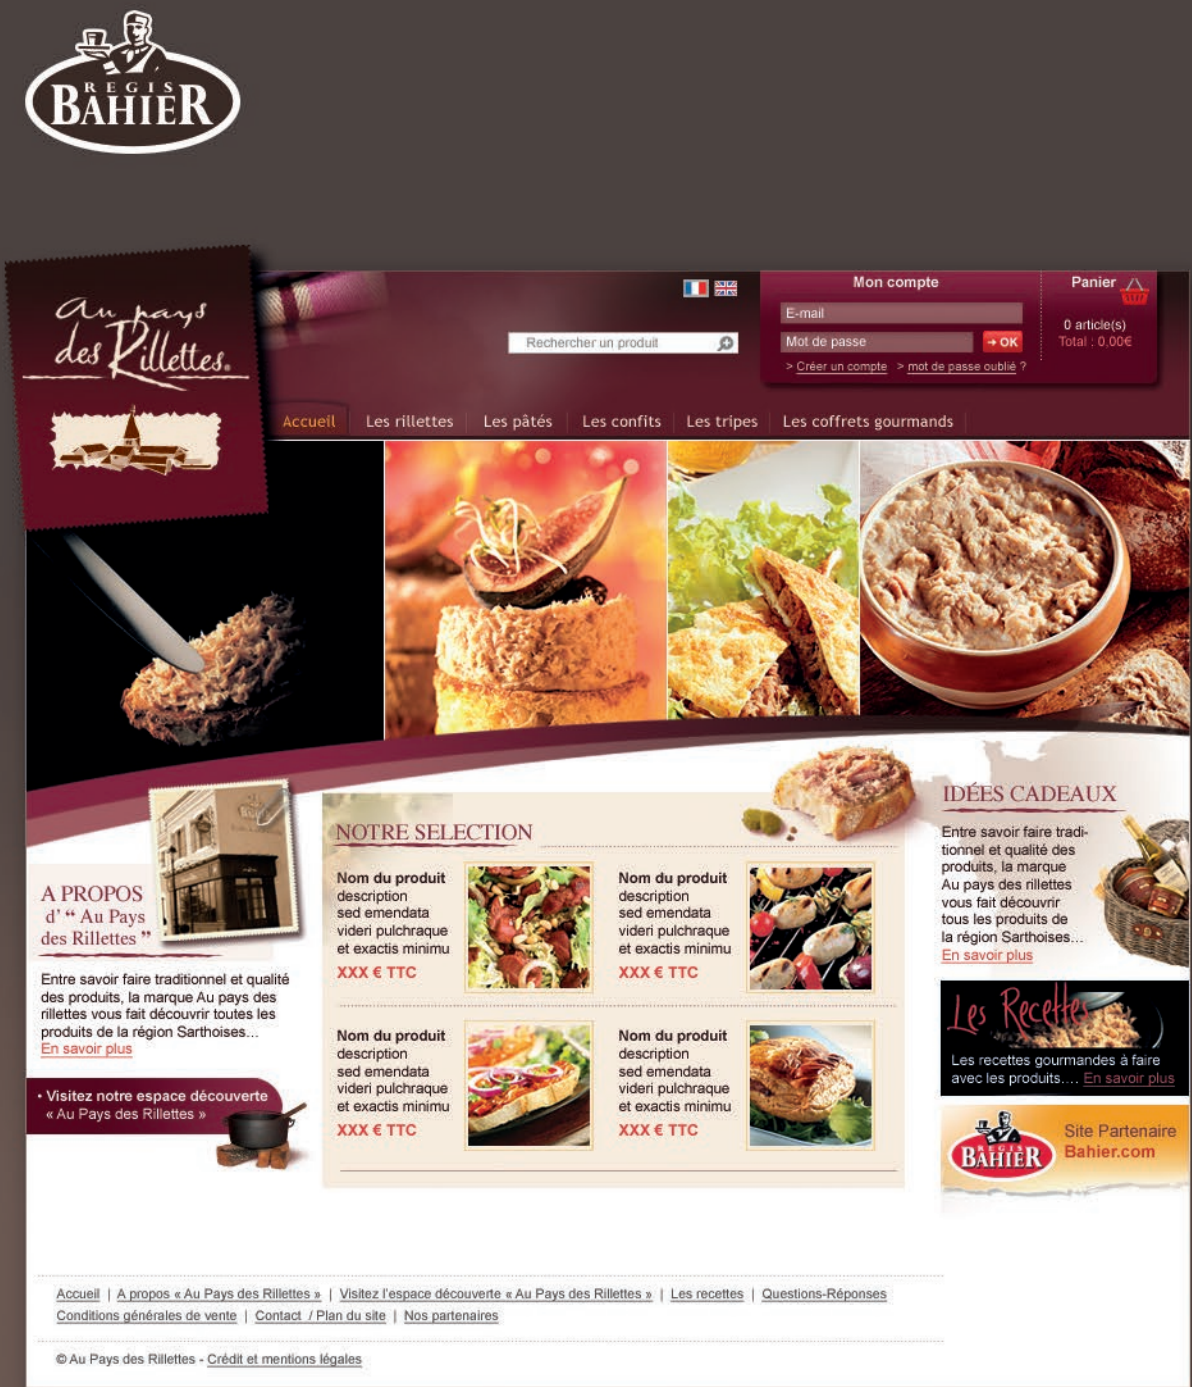 REGIS
BAHIER
Au pays
des Rillettes®
Rechercher un produit
Mon compte
E-mail
Mot de passe
➔ OK
> Créer un compte > mot de passe oublié ?
Panier
0 article(s)
Total : 0,00€
Accueil Les rillettes Les pâtés Les confits Les tripes Les coffrets gourmands
A PROPOS
d' “ Au Pays
des Rillettes ”
Entre savoir faire traditionnel et qualité
des produits, la marque Au pays des
rillettes vous fait découvrir toutes les
produits de la région Sarthoises...
En savoir plus
• Visitez notre espace découverte
« Au Pays des Rillettes »
NOTRE SELECTION
Nom du produit
description
sed emendata
videri pulchraque
et exactis minimu
XXX € TTC
Nom du produit
description
sed emendata
videri pulchraque
et exactis minimu
XXX € TTC
Nom du produit
description
sed emendata
videri pulchraque
et exactis minimu
XXX € TTC
Nom du produit
description
sed emendata
videri pulchraque
et exactis minimu
XXX € TTC
IDÉES CADEAUX
Entre savoir faire tradi-
tionnel et qualité des
produits, la marque
Au pays des rillettes
vous fait découvrir
tous les produits de
la région Sarthoises...
En savoir plus
Les Recettes
Les recettes gourmandes à faire
avec les produits.... En savoir plus
REGIS
BAHIER
Site Partenaire
Bahier.com
Accueil | A propos « Au Pays des Rillettes » | Visitez l'espace découverte « Au Pays des Rillettes » | Les recettes | Questions-Réponses
Conditions générales de vente | Contact / Plan du site | Nos partenaires
© Au Pays des Rillettes - Crédit et mentions légales